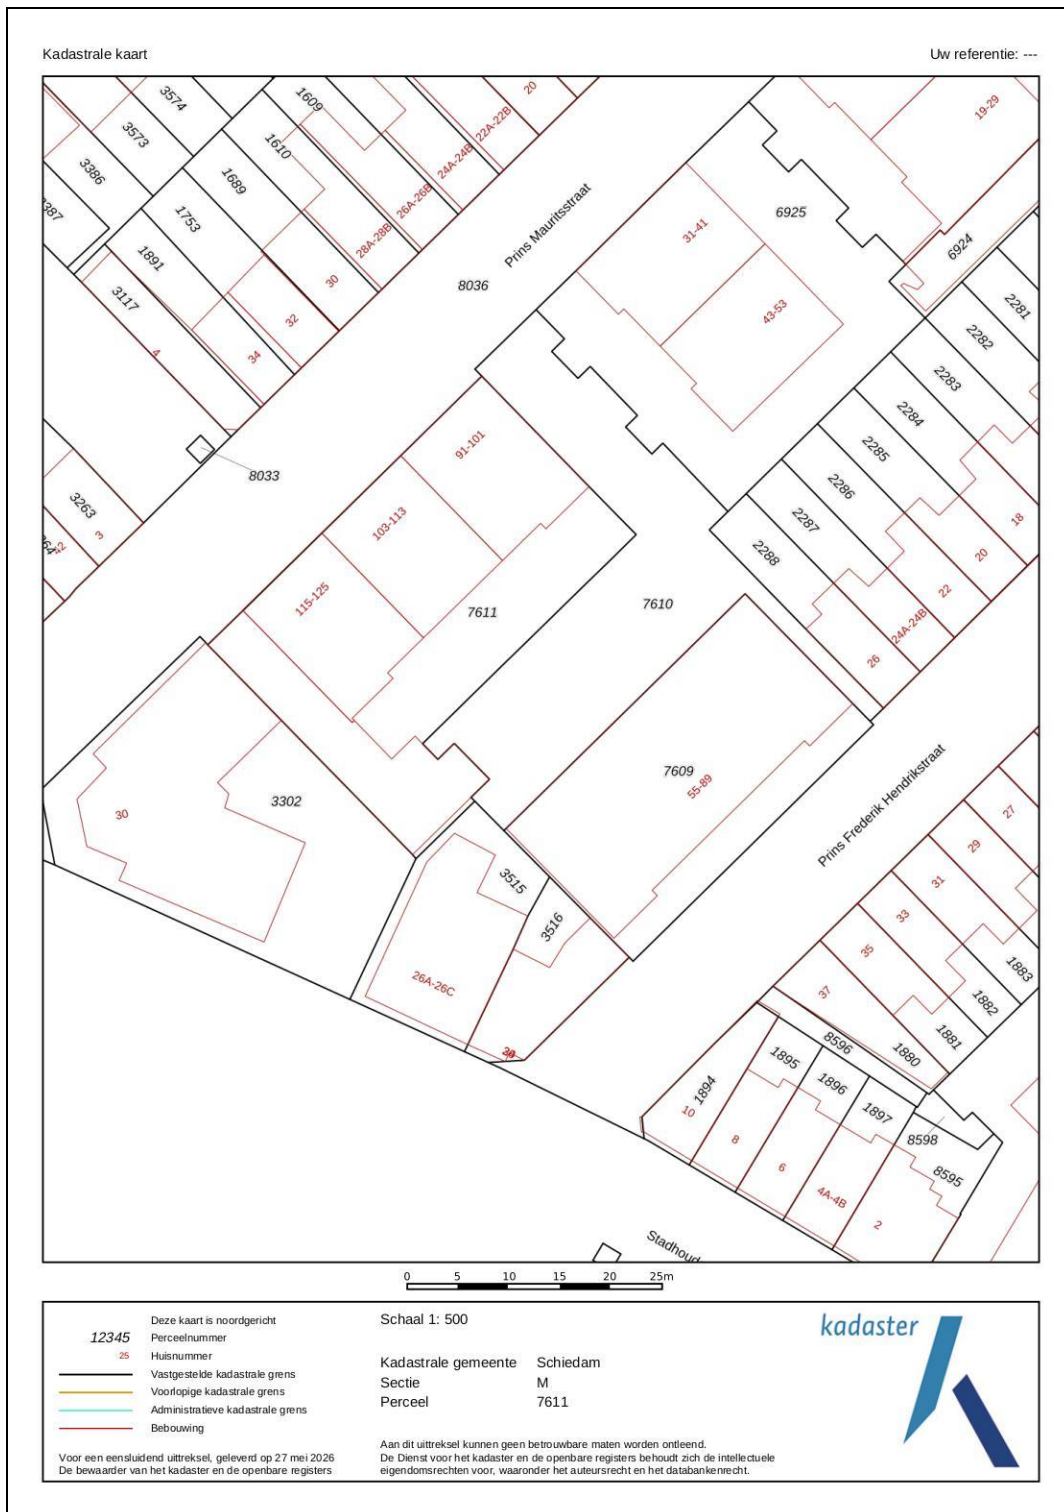 Kadastrale kaart
Uw referentie: ---
3574
3573
3386
3387
1609
1610
1689
1753
1891
3117
4
20
22A-22B
24A-24B
26A-26B
28A-28B
30
32
34
19-29
Prins Mauritsstraat
8036
6925
31-41
43-53
6924
2281
2282
2283
2284
2285
2286
2287
2288
18
20
22
24A-24B
26
8033
3263
3
42
91-101
103-113
115-125
7611
7610
7609
55-89
3302
30
3515
3516
26A-26C
Prins Frederik Hendrikstraat
27
29
31
33
35
37
1883
1882
1881
1880
8596
1895
1896
1897
1894
10
8
6
4A-4B
2
8598
8595
Stadhoud
0 5 10 15 20 25m
Deze kaart is noordgericht
12345 Perceelnummer
25 Huisnummer
Vastgestelde kadastrale grens
Voorlopige kadastrale grens
Administratieve kadastrale grens
Bebouwing
Voor een eensluidend uittreksel, geleverd op 27 mei 2026
De bewaarder van het kadaster en de openbare registers
Schaal 1: 500
Kadastrale gemeente Schiedam
Sectie M
Perceel 7611
Aan dit uittreksel kunnen geen betrouwbare maten worden ontleend.
De Dienst voor het kadaster en de openbare registers behoudt zich de intellectuele
eigendomsrechten voor, waaronder het auteursrecht en het databankenrecht.
kadaster